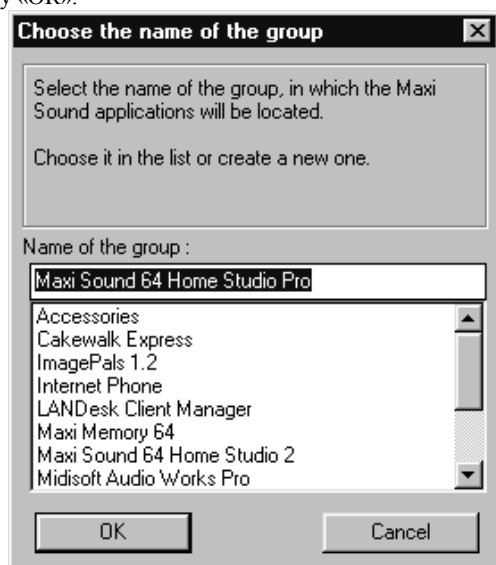 y «OK».
Choose the name of the group
Select the name of the group, in which the Maxi
Sound applications will be located.
Choose it in the list or create a new one.
Name of the group :
Maxi Sound 64 Home Studio Pro
Accessories
Cakewalk Express
ImagePals 1.2
Internet Phone
LANDesk Client Manager
Maxi Memory 64
Maxi Sound 64 Home Studio 2
Midisoft Audio Works Pro
OK
Cancel